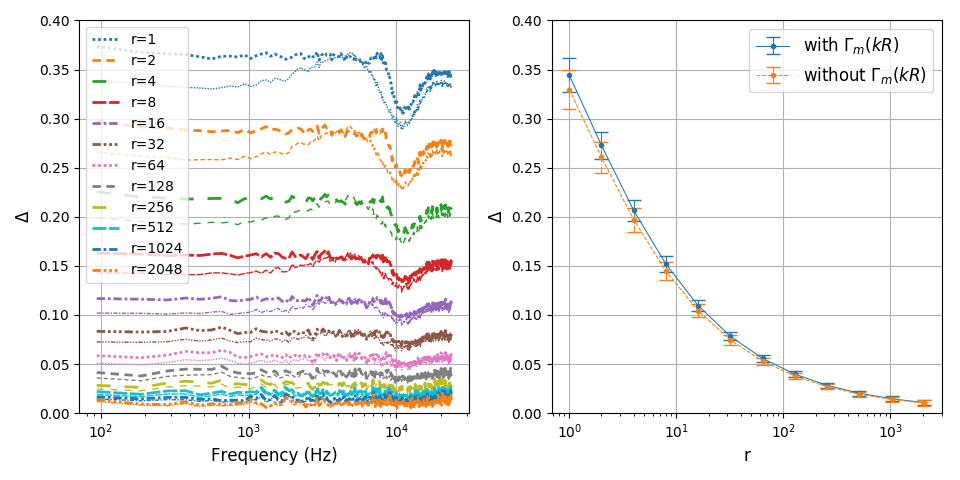 0.40
0.35
0.30
0.25
0.20
0.15
0.10
0.05
0.00
Δ
r=1
r=2
r=4
r=8
r=16
r=32
r=64
r=128
r=256
r=512
r=1024
r=2048
10² 10³ 10⁴
Frequency (Hz)
0.40
0.35
0.30
0.25
0.20
0.15
0.10
0.05
0.00
Δ
with Γₘ(kR)
without Γₘ(kR)
10⁰ 10¹ 10² 10³
r